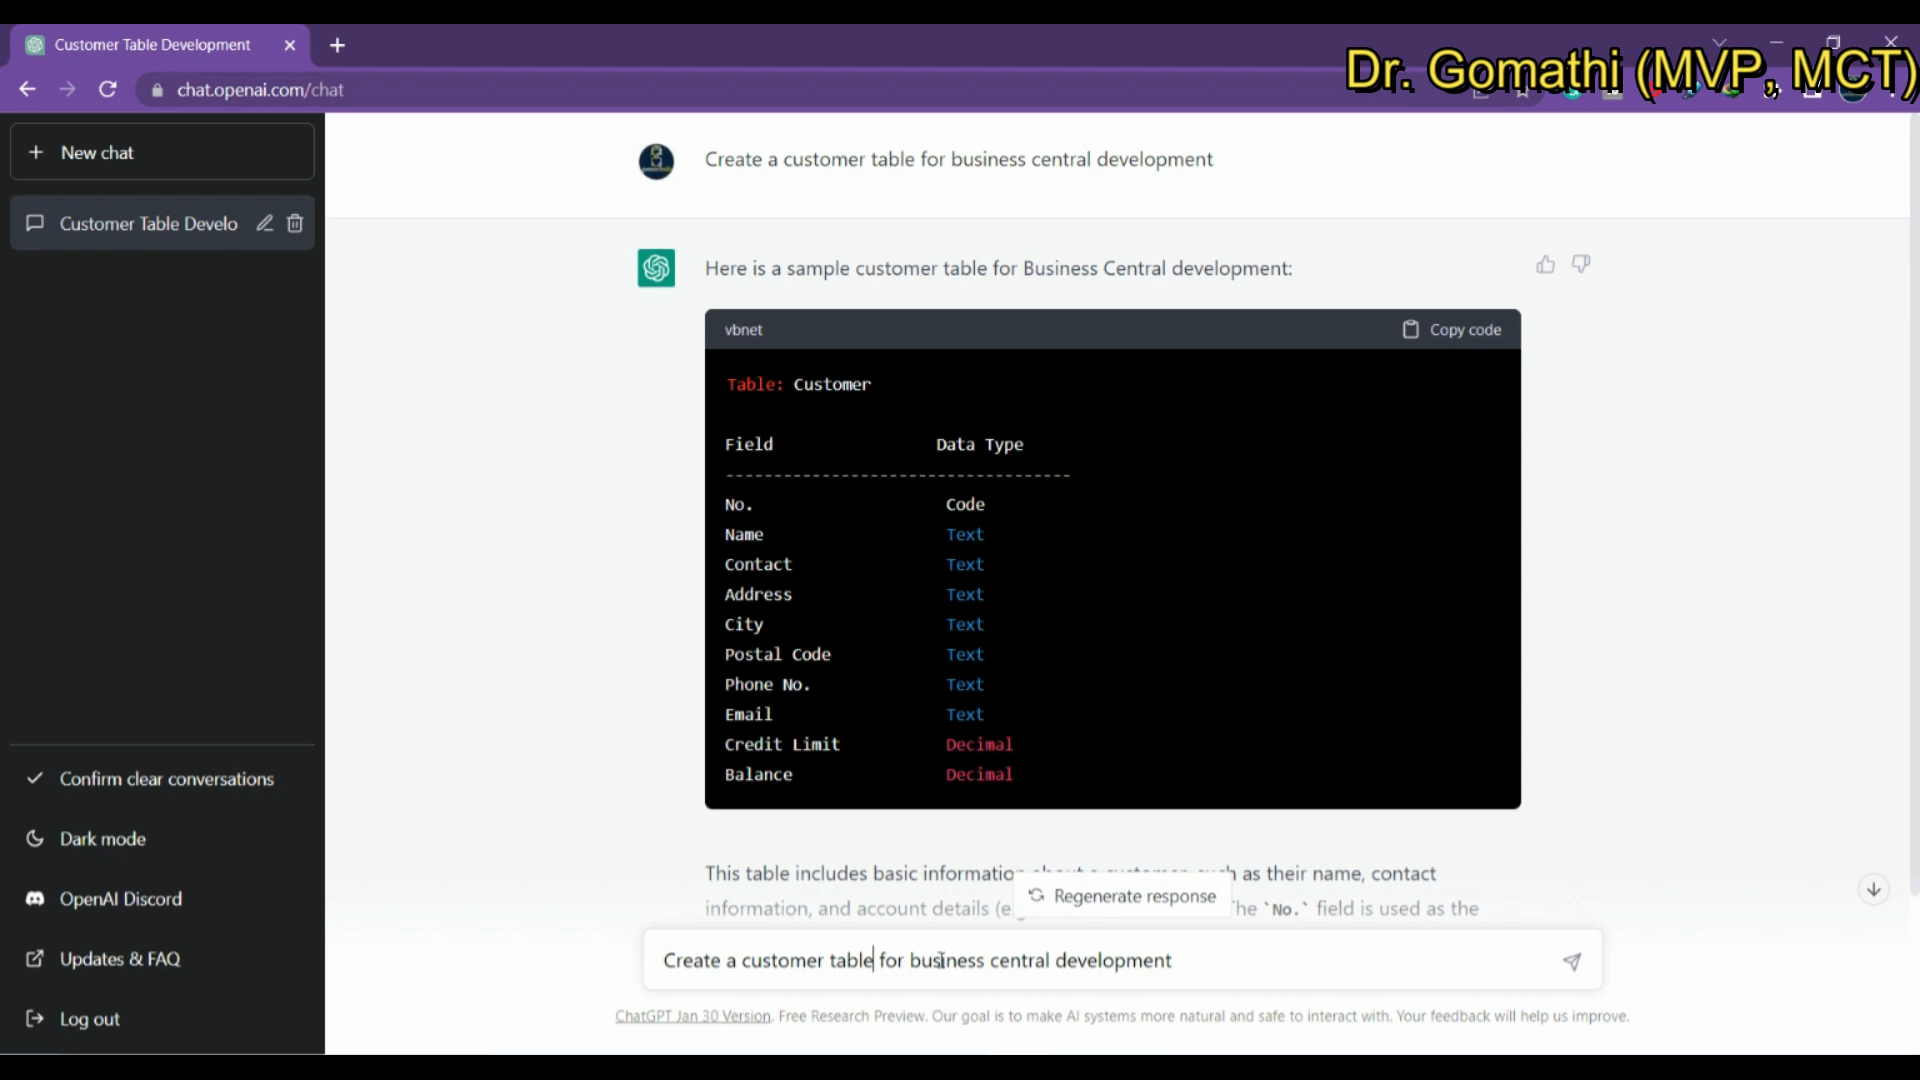 Customer Table Development
Dr. Gomathi (MVP, MCT)
chat.openai.com/chat
New chat
Customer Table Develo
Confirm clear conversations
Dark mode
OpenAI Discord
Updates & FAQ
Log out
Create a customer table for business central development
Here is a sample customer table for Business Central development:
vbnet Copy code
Table: Customer
Field Data Type
------------------------------------
No. Code
Name Text
Contact Text
Address Text
City Text
Postal Code Text
Phone No. Text
Email Text
Credit Limit Decimal
Balance Decimal
This table includes basic information about a customer, such as their name, contact
information, and account details (e. he `No.` field is used as the
Regenerate response
Create a customer table for business central development
ChatGPT Jan 30 Version. Free Research Preview. Our goal is to make AI systems more natural and safe to interact with. Your feedback will help us improve.